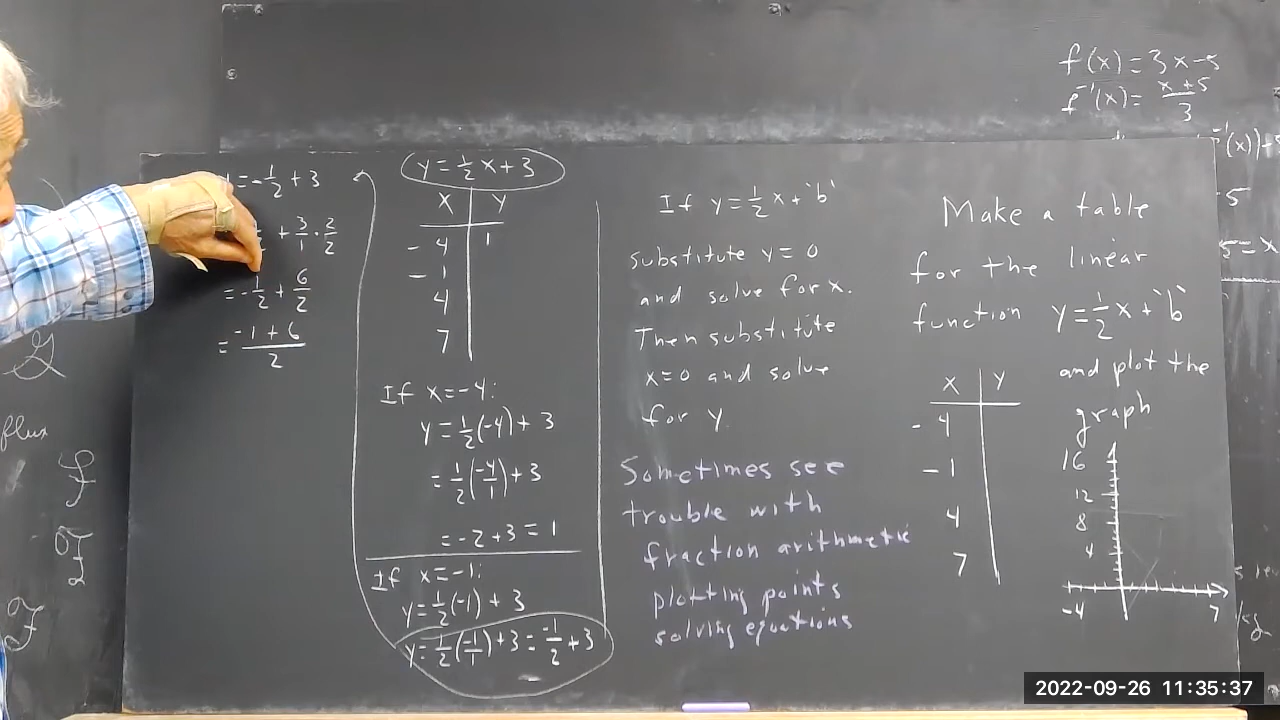 f(x) = 3x-5
f⁻¹(x) = (x+5)/3
⁻¹(x))
-5
= x
= -1/2 + 3
+ 3/1 · 2/2
= -1/2 + 6/2
= (-1+6)/2
y = 1/2 x + 3
x | y
-4 | 1
-1
4
7
If x=-4:
y = 1/2(-4) + 3
= 1/2(-4/1) + 3
= -2+3 = 1
If x=-1:
y = 1/2(-1) + 3
y = 1/2(-1/1) + 3 = -1/2 + 3
If y = 1/2 x + `b`
substitute y = 0
and solve for x.
Then substitute
x=0 and solve
for y.
Sometimes see
trouble with
fraction arithmetic
plotting points
solving equations
Make a table
for the linear
function y = 1/2 x + `b`
and plot the
graph
x | y
-4
-1
4
7
16
12
8
4
-4 7
flux
2022-09-26 11:35:37